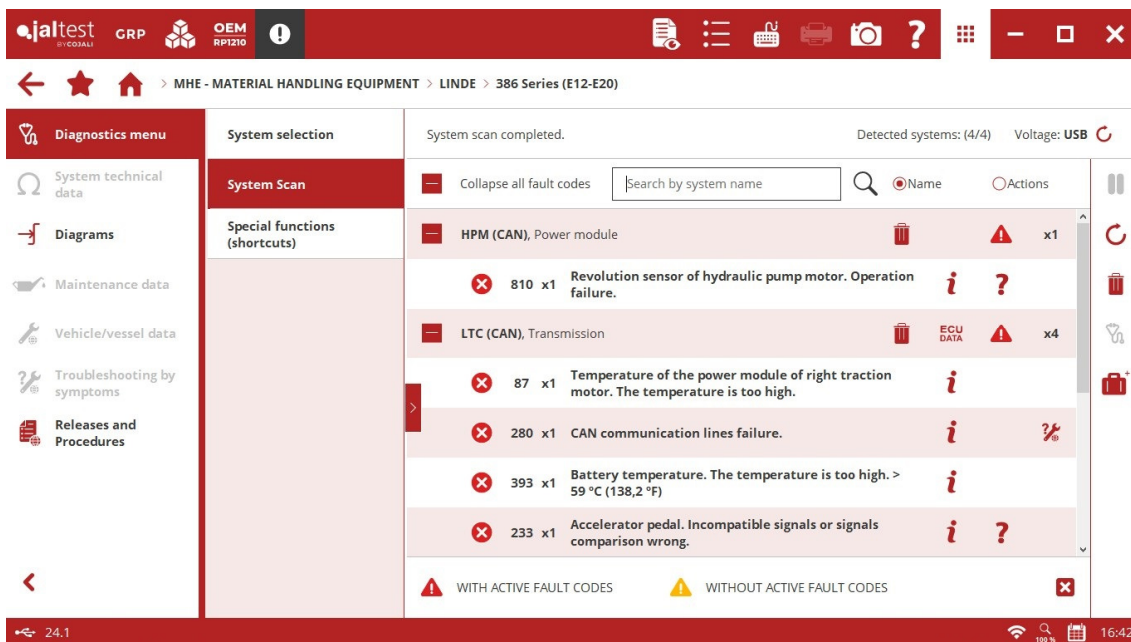 jaltest
BY COJALI
GRP
OEM
RP1210
?
> MHE - MATERIAL HANDLING EQUIPMENT > LINDE > 386 Series (E12-E20)
Diagnostics menu
System technical
data
Diagrams
Maintenance data
Vehicle/vessel data
Troubleshooting by
symptoms
Releases and
Procedures
System selection
System Scan
Special functions
(shortcuts)
System scan completed.
Detected systems: (4/4)
Voltage: USB
Collapse all fault codes
Search by system name
Name
Actions
HPM (CAN), Power module
x1
810 x1 Revolution sensor of hydraulic pump motor. Operation
failure.
i ?
LTC (CAN), Transmission
ECU
DATA
x4
87 x1 Temperature of the power module of right traction
motor. The temperature is too high.
i
280 x1 CAN communication lines failure.
i
393 x1 Battery temperature. The temperature is too high. >
59 ºC (138,2 ºF)
i
233 x1 Accelerator pedal. Incompatible signals or signals
comparison wrong.
i ?
WITH ACTIVE FAULT CODES
WITHOUT ACTIVE FAULT CODES
24.1
100 %
16:42